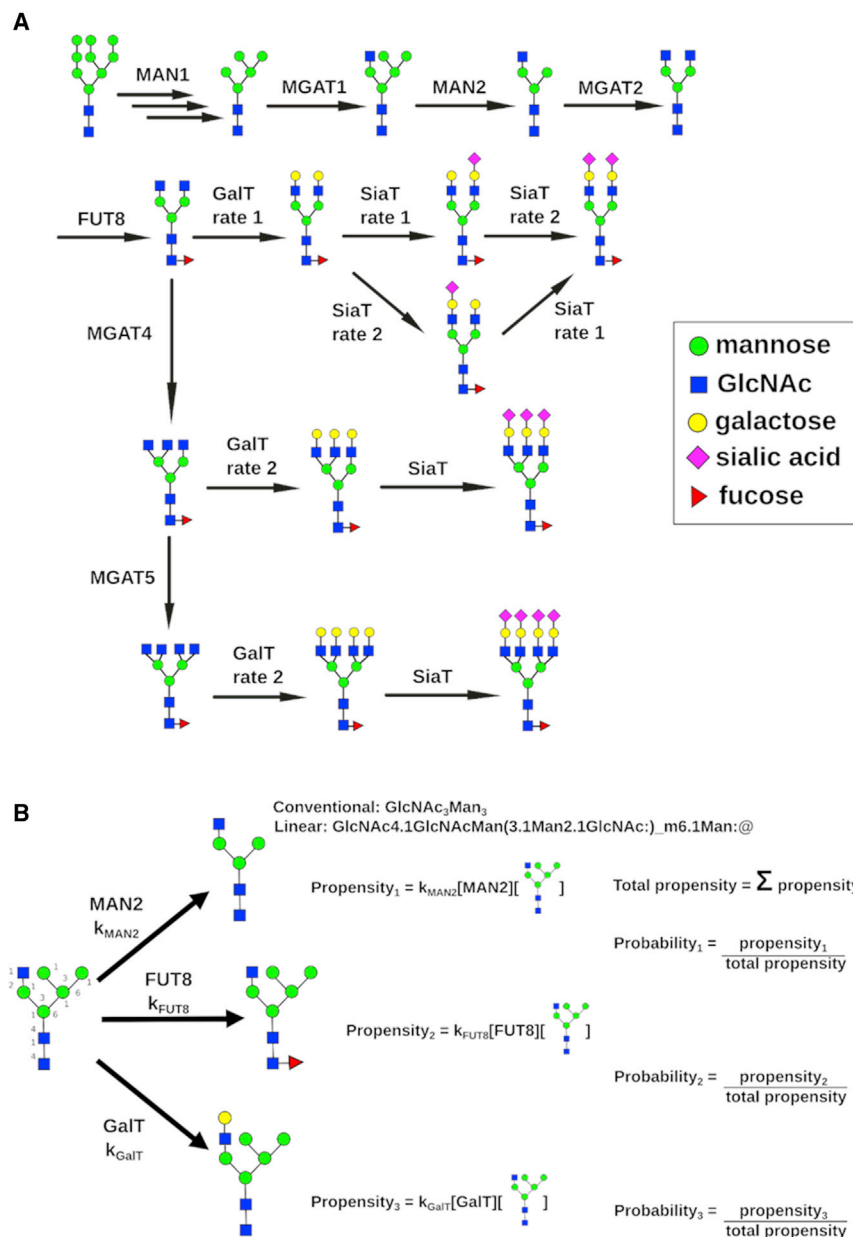 A
MAN1
MGAT1
MAN2
MGAT2
FUT8
GalT
rate 1
SiaT
rate 1
SiaT
rate 2
SiaT
rate 2
SiaT
rate 1
MGAT4
GalT
rate 2
SiaT
MGAT5
GalT
rate 2
SiaT
mannose
GlcNAc
galactose
sialic acid
fucose
B
Conventional: GlcNAc3Man3
Linear: GlcNAc4.1GlcNAcMan(3.1Man2.1GlcNAc:)_m6.1Man:@
MAN2
kMAN2
Propensity1 = kMAN2[MAN2][ ]
Total propensity = Σ propensity
Probability1 = propensity1
total propensity
FUT8
kFUT8
Propensity2 = kFUT8[FUT8][ ]
Probability2 = propensity2
total propensity
GalT
kGalT
Propensity3 = kGalT[GalT][ ]
Probability3 = propensity3
total propensity